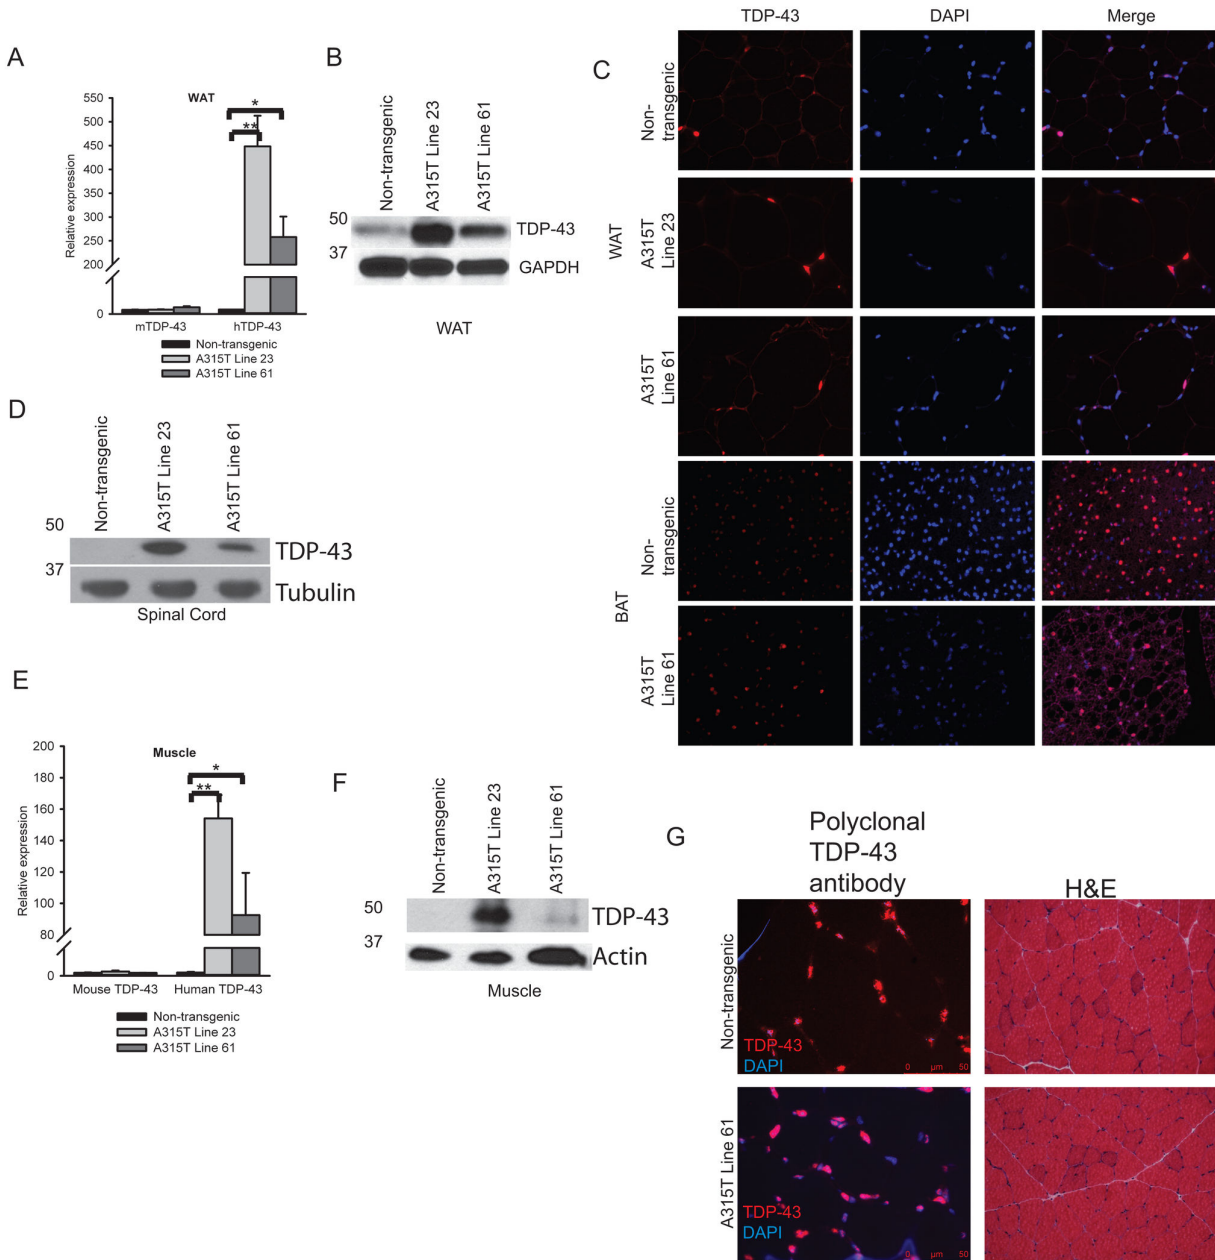 A
WAT
Relative expression
550
500
450
400
350
300
250
200
0
*
**
mTDP-43
hTDP-43
Non-transgenic
A315T Line 23
A315T Line 61
B
Non-transgenic
A315T Line 23
A315T Line 61
50
37
TDP-43
GAPDH
WAT
C
TDP-43
DAPI
Merge
WAT
Non-
transgenic
A315T
Line 23
A315T
Line 61
BAT
Non-
transgenic
A315T
Line 61
D
Non-transgenic
A315T Line 23
A315T Line 61
50
37
TDP-43
Tubulin
Spinal Cord
E
Muscle
Relative expression
200
180
160
140
120
100
80
0
*
**
Mouse TDP-43
Human TDP-43
Non-transgenic
A315T Line 23
A315T Line 61
F
Non-transgenic
A315T Line 23
A315T Line 61
50
37
TDP-43
Actin
Muscle
G
Polyclonal
TDP-43
antibody
H&E
Non-transgenic
TDP-43
DAPI
0 µm 50
A315T Line 61
TDP-43
DAPI
0 µm 50